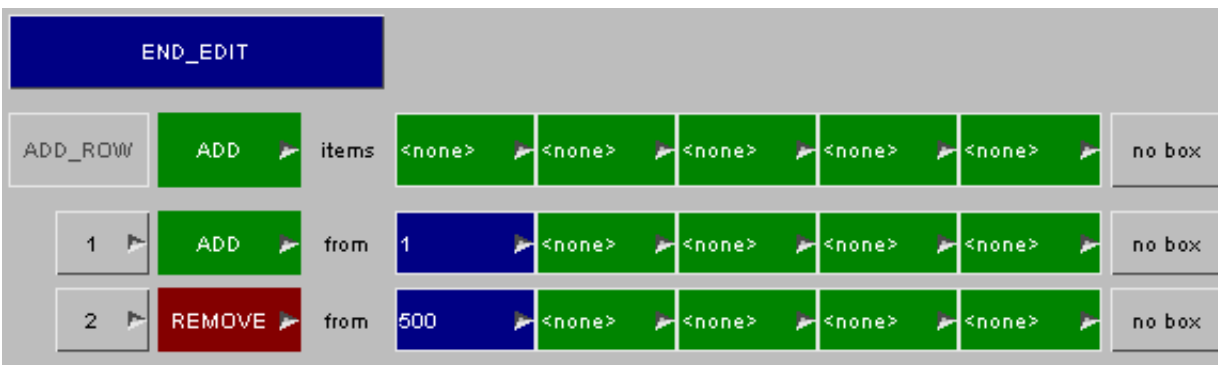 END_EDIT
ADD_ROW ADD items <none> <none> <none> <none> <none> no box
1 ADD from 1 <none> <none> <none> <none> no box
2 REMOVE from 500 <none> <none> <none> <none> no box